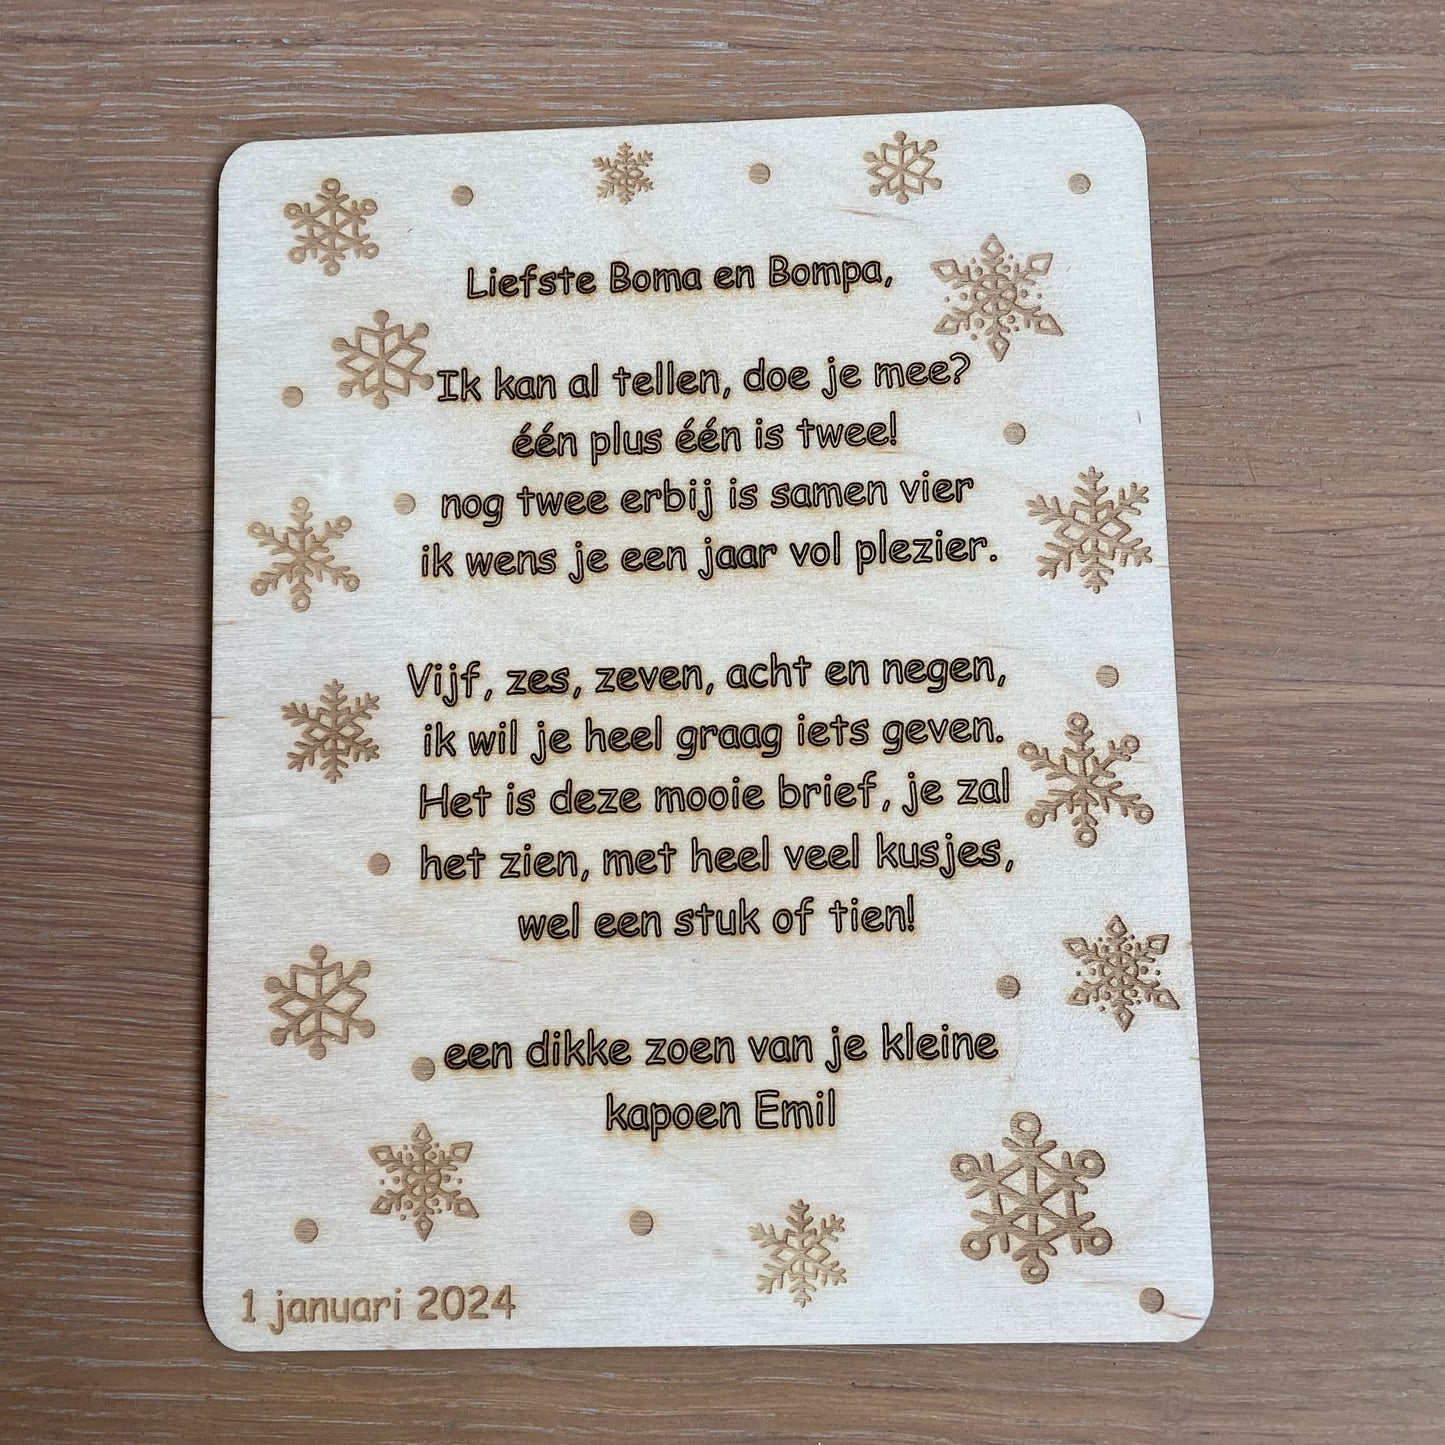 Liefste Boma en Bompa,
Ik kan al tellen, doe je mee?
één plus één is twee!
nog twee erbij is samen vier
ik wens je een jaar vol plezier.
Vijf, zes, zeven, acht en negen,
ik wil je heel graag iets geven.
Het is deze mooie brief, je zal
het zien, met heel veel kusjes,
wel een stuk of tien!
een dikke zoen van je kleine
kapoen Emil
1 januari 2024